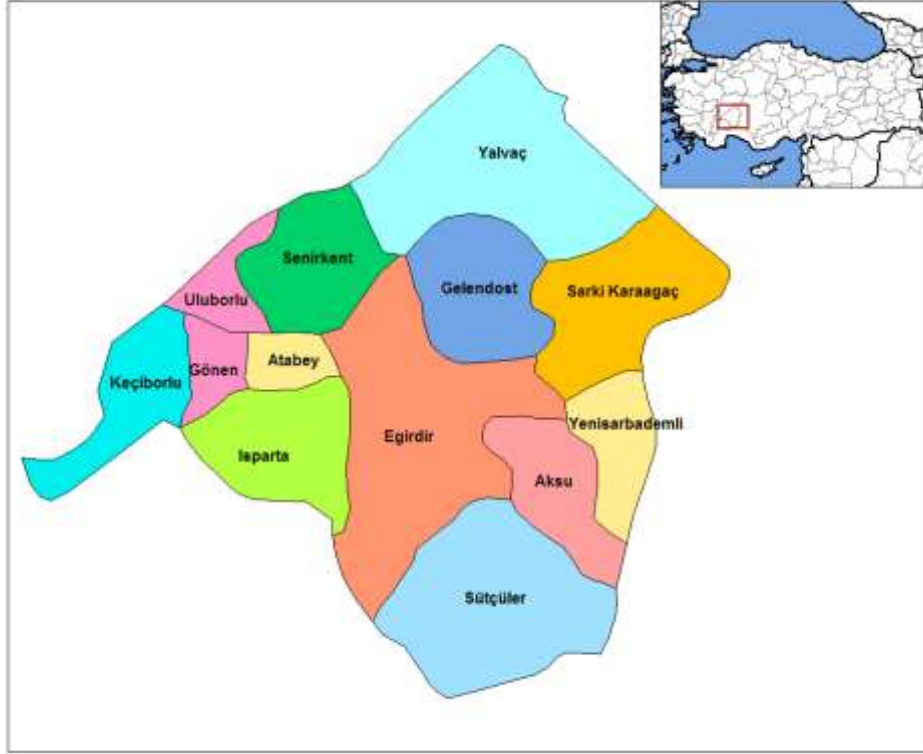 Yalvaç
Senirkent
Gelendost
Sarki Karaagaç
Uluborlu
Atabey
Gönen
Keçiborlu
Yenisarbademli
Egirdir
Isparta
Aksu
Sütçüler